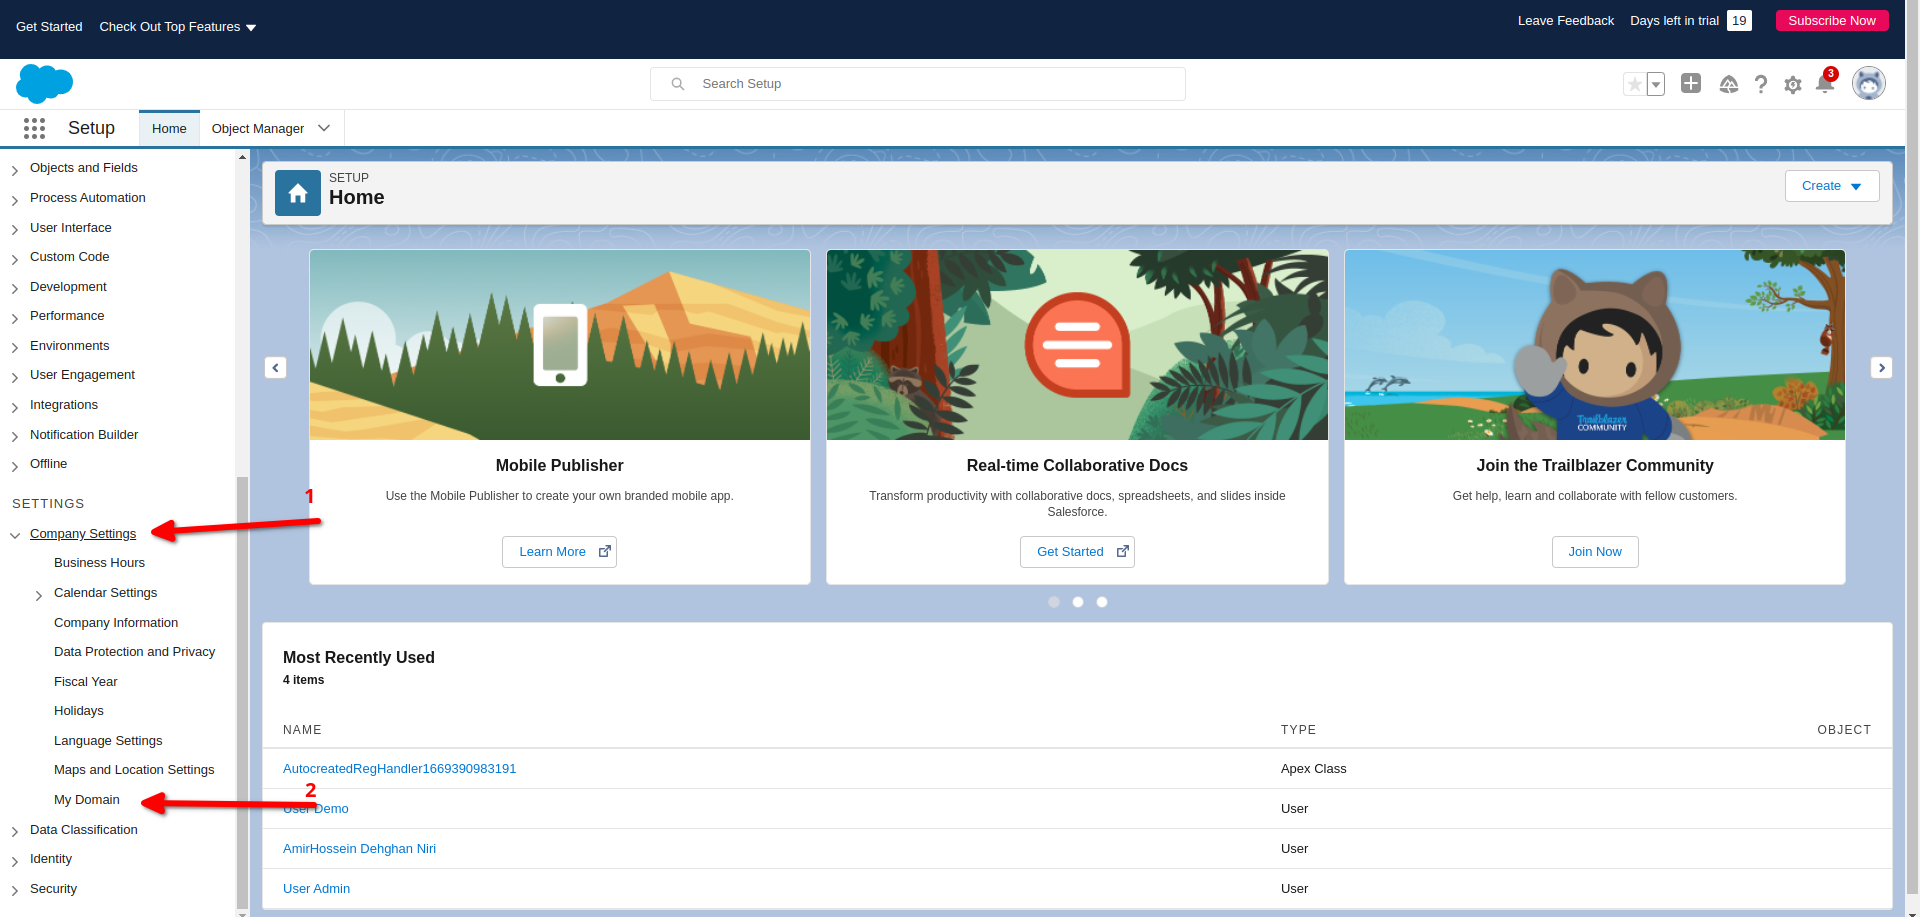 Get Started
Check Out Top Features
Leave Feedback
Days left in trial 19
Subscribe Now
Search Setup
3
Setup
Home
Object Manager
Objects and Fields
Process Automation
User Interface
Custom Code
Development
Performance
Environments
User Engagement
Integrations
Notification Builder
Offline
SETTINGS
Company Settings
Business Hours
Calendar Settings
Company Information
Data Protection and Privacy
Fiscal Year
Holidays
Language Settings
Maps and Location Settings
My Domain
Data Classification
Identity
Security
1
2
SETUP
Home
Create
Mobile Publisher
Use the Mobile Publisher to create your own branded mobile app.
Learn More
Real-time Collaborative Docs
Transform productivity with collaborative docs, spreadsheets, and slides inside
Salesforce.
Get Started
Trailblazer
COMMUNITY
Join the Trailblazer Community
Get help, learn and collaborate with fellow customers.
Join Now
Most Recently Used
4 items
NAME TYPE OBJECT
AutocreatedRegHandler1669390983191 Apex Class
User Demo User
AmirHossein Dehghan Niri User
User Admin User